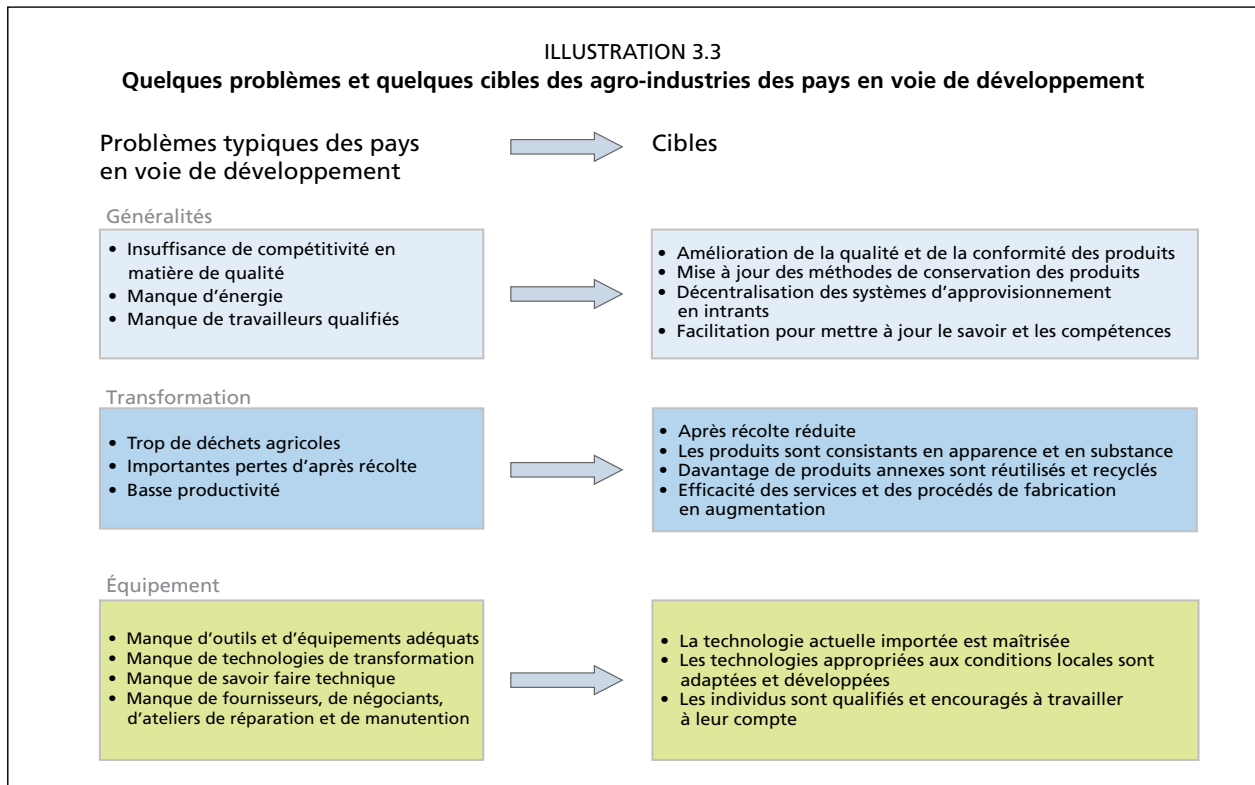 ILLUSTRATION 3.3
Quelques problèmes et quelques cibles des agro-industries des pays en voie de développement
Problèmes typiques des pays
en voie de développement
Cibles
Généralités
• Insuffisance de compétitivité en
matière de qualité
• Manque d'énergie
• Manque de travailleurs qualifiés
• Amélioration de la qualité et de la conformité des produits
• Mise à jour des méthodes de conservation des produits
• Décentralisation des systèmes d'approvisionnement
en intrants
• Facilitation pour mettre à jour le savoir et les compétences
Transformation
• Trop de déchets agricoles
• Importantes pertes d'après récolte
• Basse productivité
• Après récolte réduite
• Les produits sont consistants en apparence et en substance
• Davantage de produits annexes sont réutilisés et recyclés
• Efficacité des services et des procédés de fabrication
en augmentation
Équipement
• Manque d'outils et d'équipements adéquats
• Manque de technologies de transformation
• Manque de savoir faire technique
• Manque de fournisseurs, de négociants,
d'ateliers de réparation et de manutention
• La technologie actuelle importée est maîtrisée
• Les technologies appropriées aux conditions locales sont
adaptées et développées
• Les individus sont qualifiés et encouragés à travailler
à leur compte